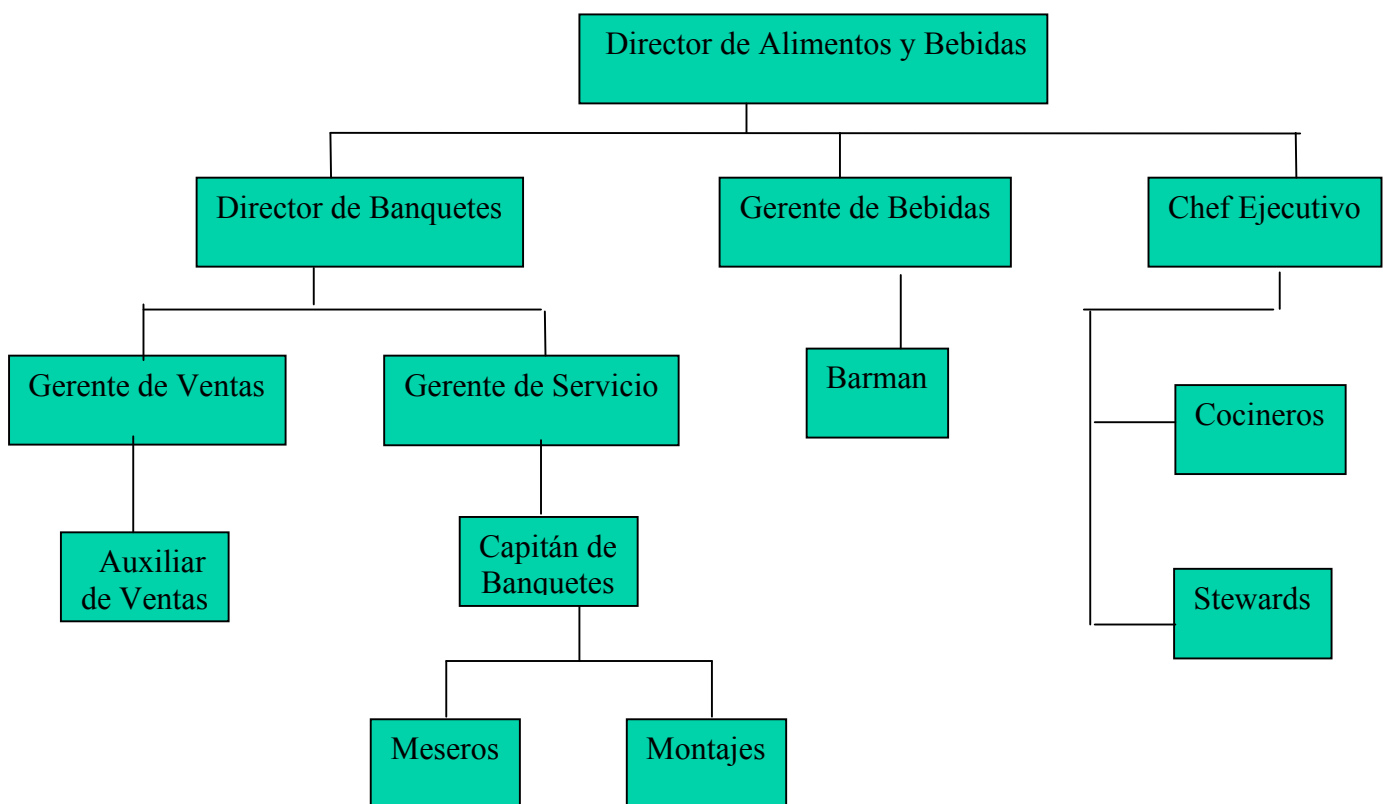 Director de Alimentos y Bebidas
Director de Banquetes
Gerente de Bebidas
Chef Ejecutivo
Gerente de Ventas
Gerente de Servicio
Barman
Cocineros
Auxiliar
de Ventas
Capitán de
Banquetes
Stewards
Meseros
Montajes